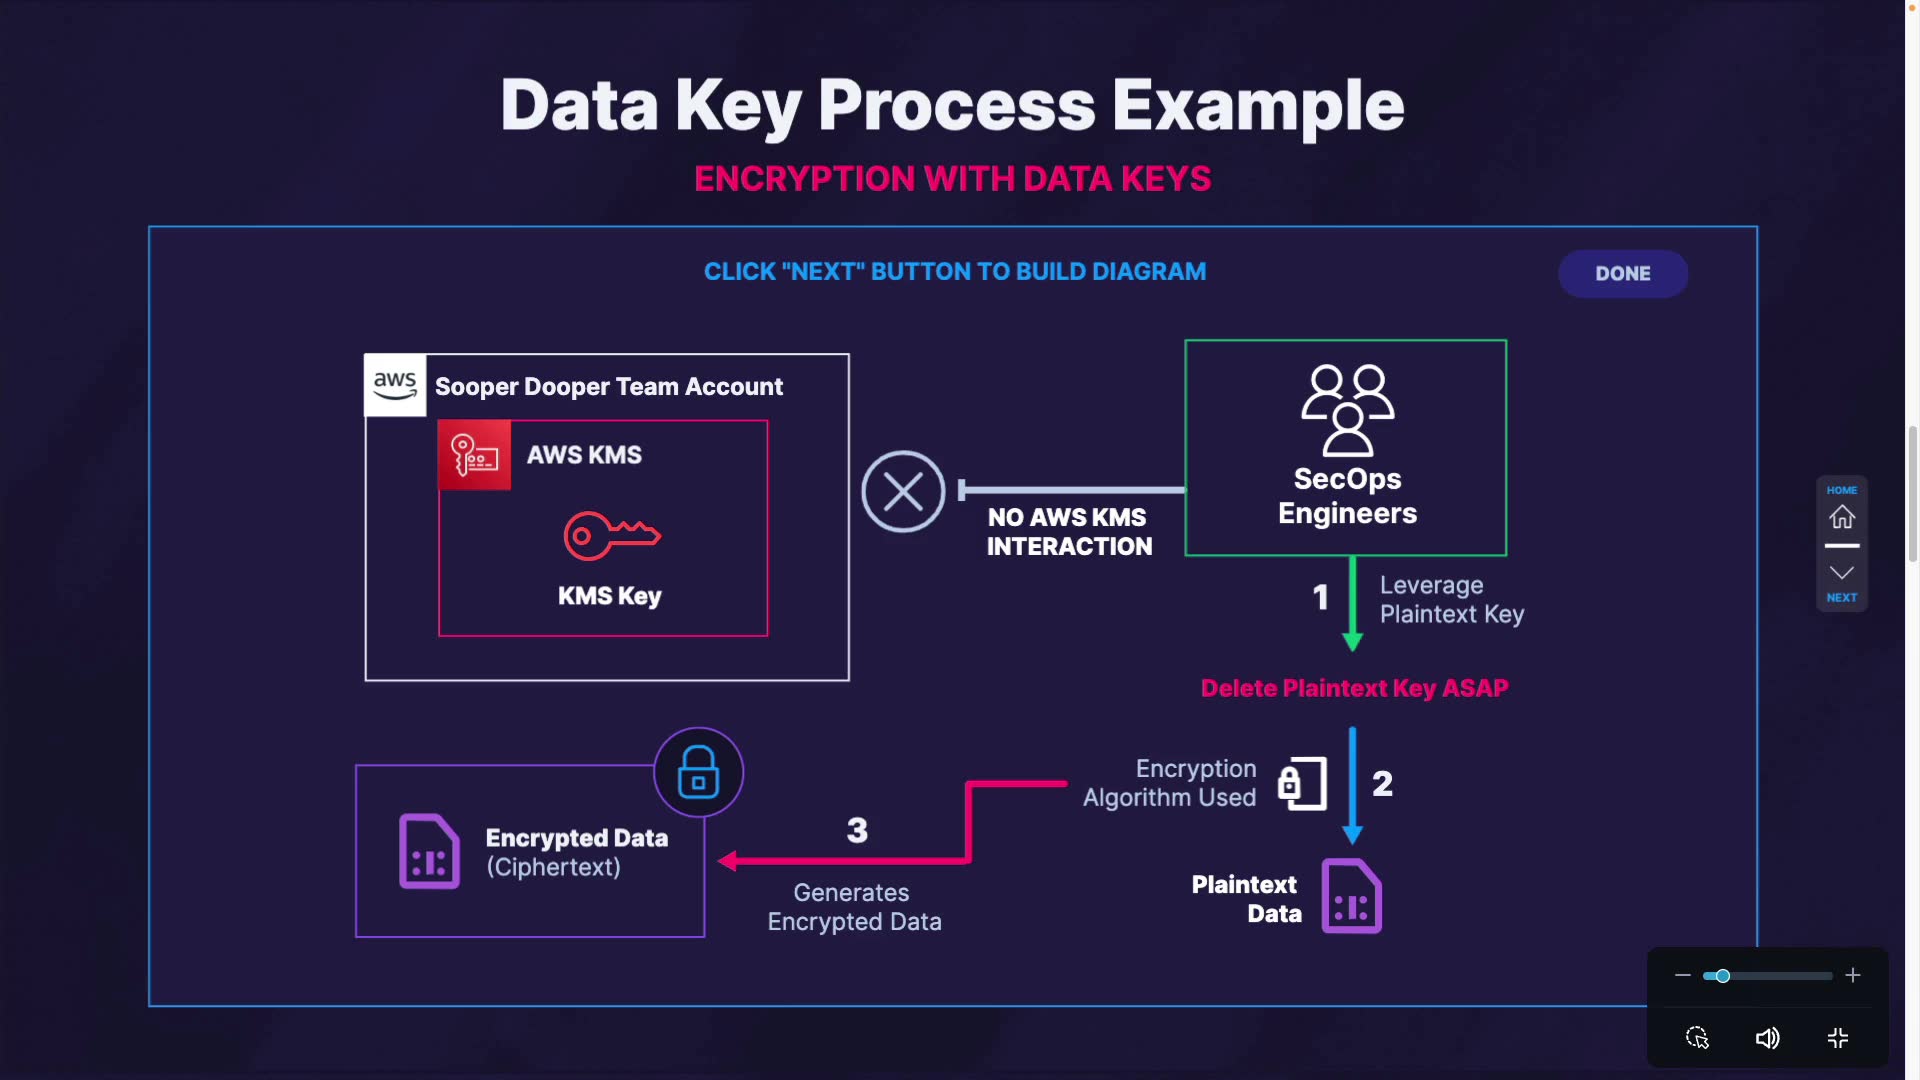 Data Key Process Example
ENCRYPTION WITH DATA KEYS
CLICK "NEXT" BUTTON TO BUILD DIAGRAM
DONE
aws
Sooper Dooper Team Account
AWS KMS
KMS Key
NO AWS KMS
INTERACTION
SecOps
Engineers
1
Leverage
Plaintext Key
Delete Plaintext Key ASAP
Encryption
Algorithm Used
2
Plaintext
Data
3
Generates
Encrypted Data
Encrypted Data
(Ciphertext)
HOME
NEXT